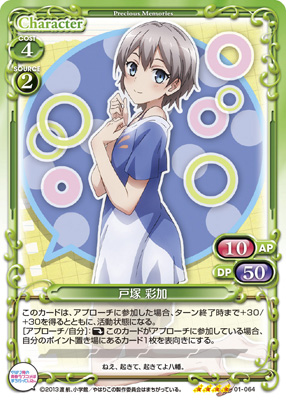 Precious Memories
Character
COST
4
SOURCE
2
10 AP
DP 50
戸塚 彩加
このカードは、アプローチに参加した場合、ターン終了時まで+30/
+30を得るとともに、活動状態になる。
[アプローチ/自分]: このカードがアプローチに参加している場合、
自分のポイント置き場にあるカード1枚を表向きにする。
ねえ、起きて、起きてよ八幡。
©2013 渡 航、小学館/やはりこの製作委員会はまちがっている。
01-064